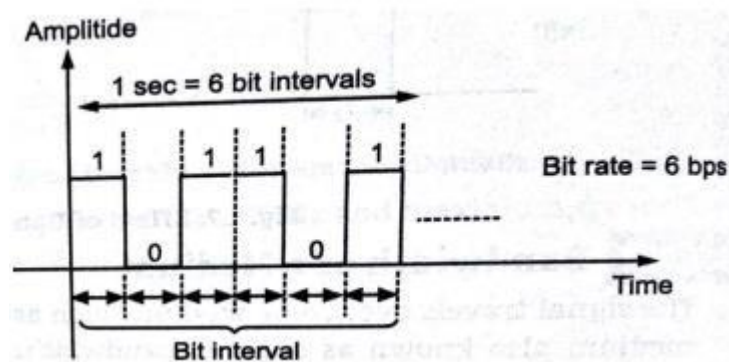 Amplitide
1 sec = 6 bit intervals
1 1 1 1
Bit rate = 6 bps
0 0
Time
Bit interval